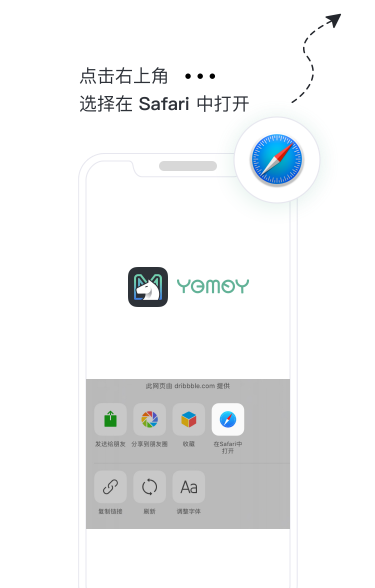 点击右上角 •••
选择在 Safari 中打开
YOMOY
此网页由 dribbble.com 提供
发送给朋友
分享到朋友圈
收藏
在Safari中
打开
复制链接
刷新
Aa
调整字体